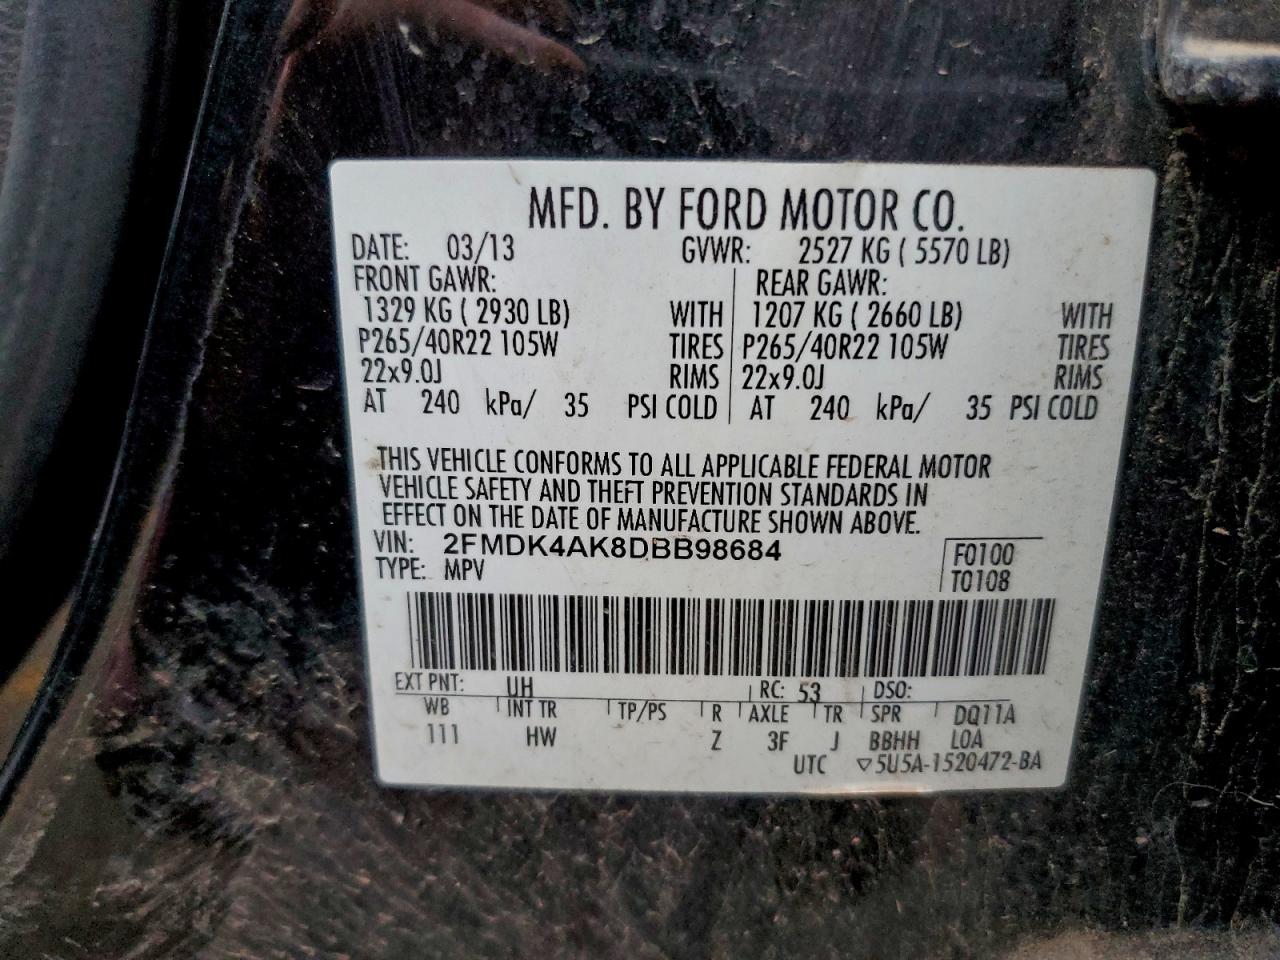 MFD. BY FORD MOTOR CO.
DATE: 03/13 GVWR: 2527 KG ( 5570 LB)
FRONT GAWR: REAR GAWR:
1329 KG ( 2930 LB) WITH 1207 KG ( 2660 LB) WITH
P265/40R22 105W TIRES P265/40R22 105W TIRES
22x9.0J RIMS 22x9.0J RIMS
AT 240 kPa/ 35 PSI COLD AT 240 kPa/ 35 PSI COLD
THIS VEHICLE CONFORMS TO ALL APPLICABLE FEDERAL MOTOR
VEHICLE SAFETY AND THEFT PREVENTION STANDARDS IN
EFFECT ON THE DATE OF MANUFACTURE SHOWN ABOVE.
VIN: 2FMDK4AK8DBB98684 F0100
TYPE: MPV T0108
EXT PNT: UH RC: 53 DSO:
WB INT TR TP/PS R AXLE TR SPR DQ11A
111 HW Z 3F J BBHH LOA
UTC ▽5U5A-1520472-BA